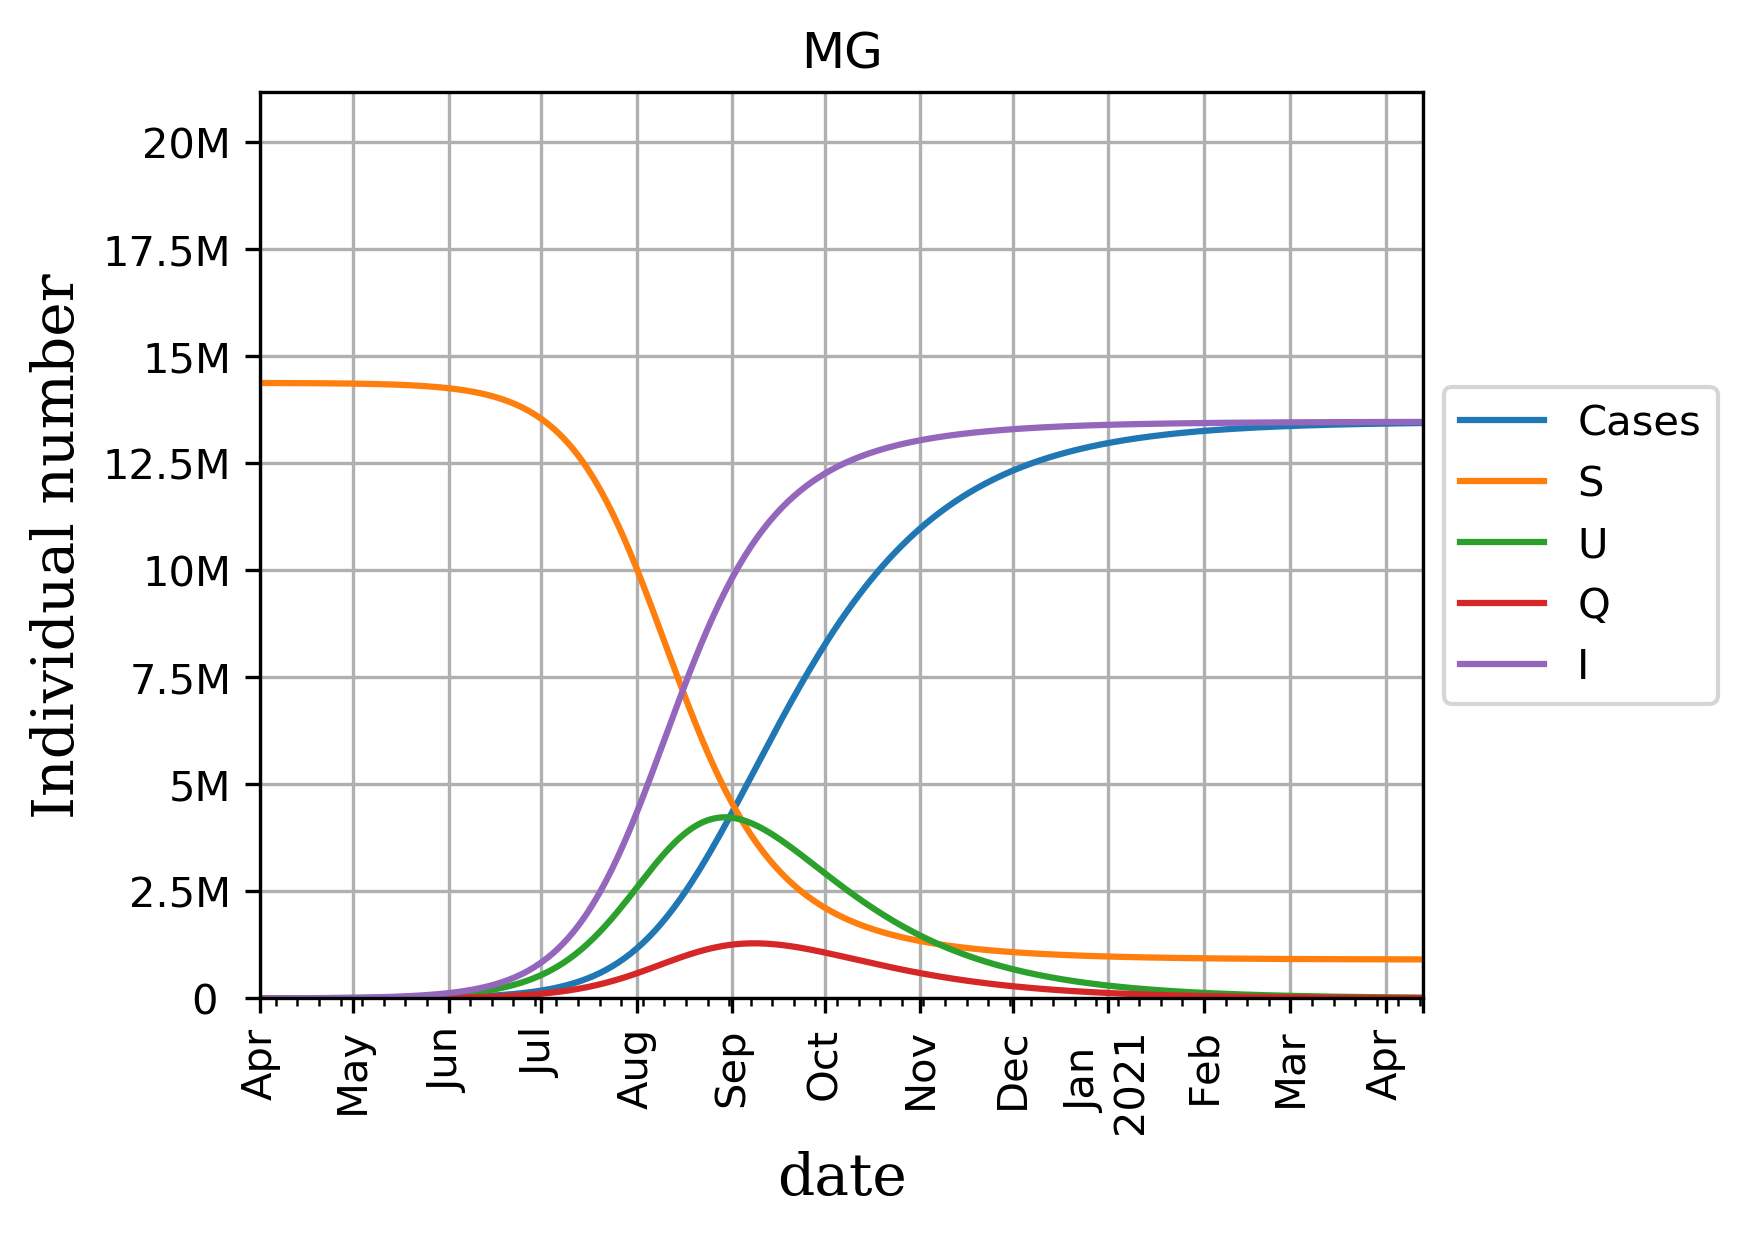 MG
20M
17.5M
15M
12.5M
10M
7.5M
5M
2.5M
0
Individual number
Apr
May
Jun
Jul
Aug
Sep
Oct
Nov
Dec
Jan
2021
Feb
Mar
Apr
date
Cases
S
U
Q
I